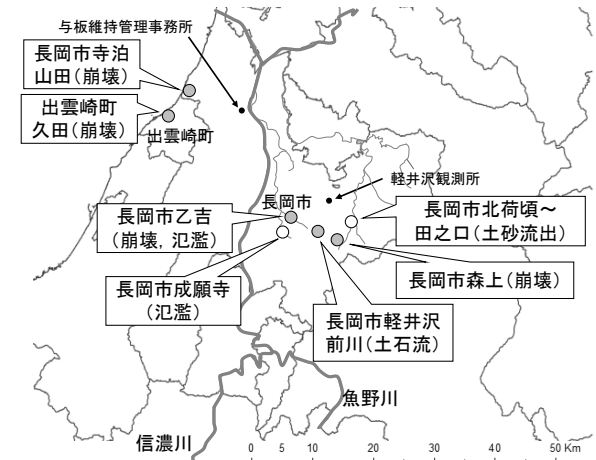 与板維持管理事務所
長岡市寺泊
山田（崩壊）
出雲崎町
久田（崩壊）
出雲崎町
軽井沢観測所
長岡市
長岡市乙吉
（崩壊，氾濫）
長岡市北荷頃～
田之口（土砂流出）
長岡市成願寺
（氾濫）
長岡市森上（崩壊）
長岡市軽井沢
前川（土石流）
魚野川
信濃川
0 5 10 20 30 40 50 Km